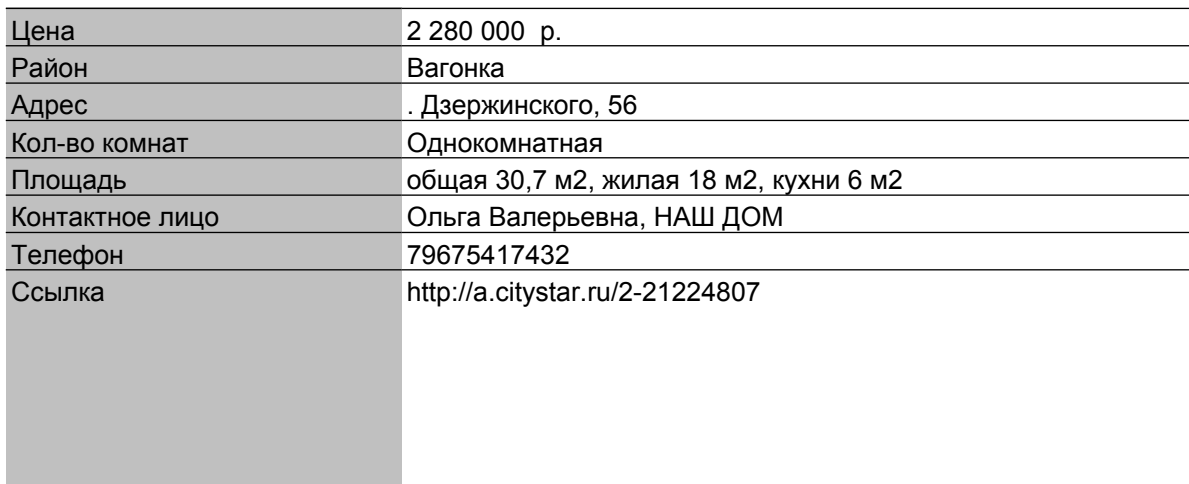 Цена 2 280 000 р.
Район Вагонка
Адрес . Дзержинского, 56
Кол-во комнат Однокомнатная
Площадь общая 30,7 м2, жилая 18 м2, кухни 6 м2
Контактное лицо Ольга Валерьевна, НАШ ДОМ
Телефон 79675417432
Ссылка http://a.citystar.ru/2-21224807